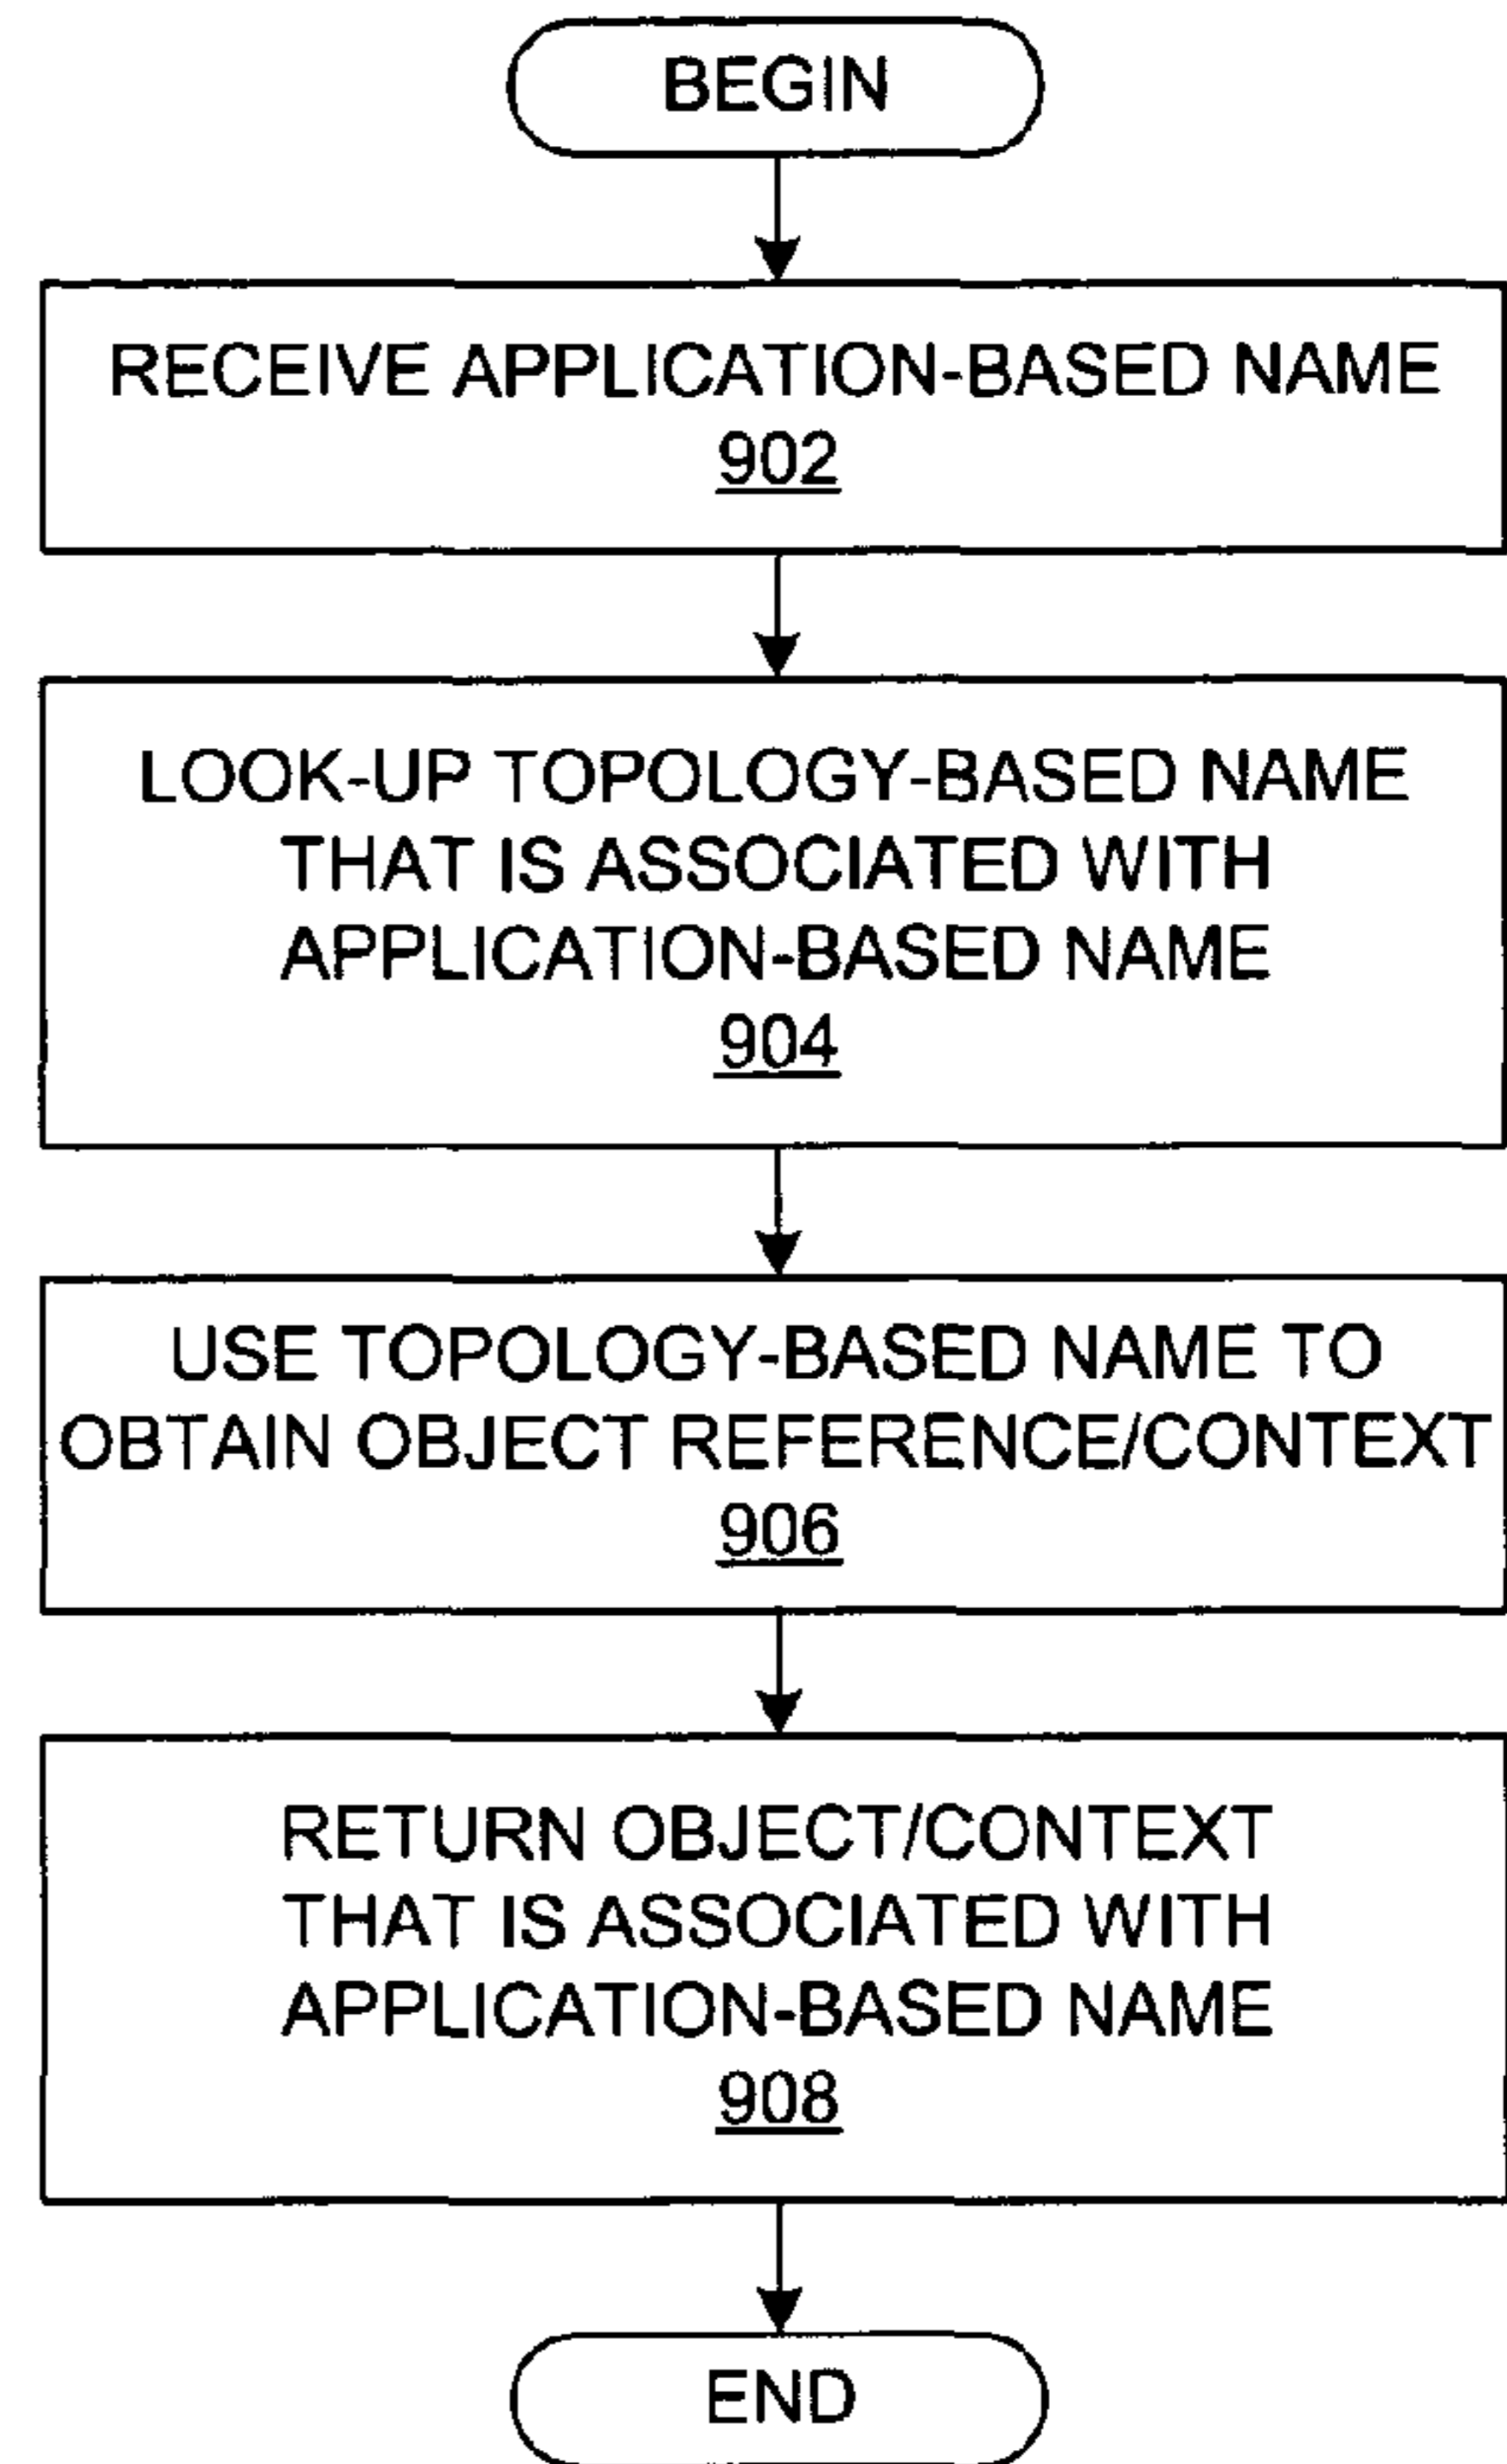 BEGIN
RECEIVE APPLICATION-BASED NAME
902
LOOK-UP TOPOLOGY-BASED NAME
THAT IS ASSOCIATED WITH
APPLICATION-BASED NAME
904
USE TOPOLOGY-BASED NAME TO
OBTAIN OBJECT REFERENCE/CONTEXT
906
RETURN OBJECT/CONTEXT
THAT IS ASSOCIATED WITH
APPLICATION-BASED NAME
908
END